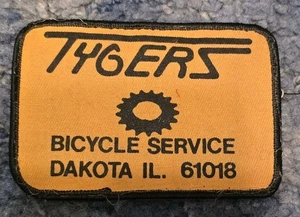 TYGERS
BICYCLE SERVICE
DAKOTA IL. 61018